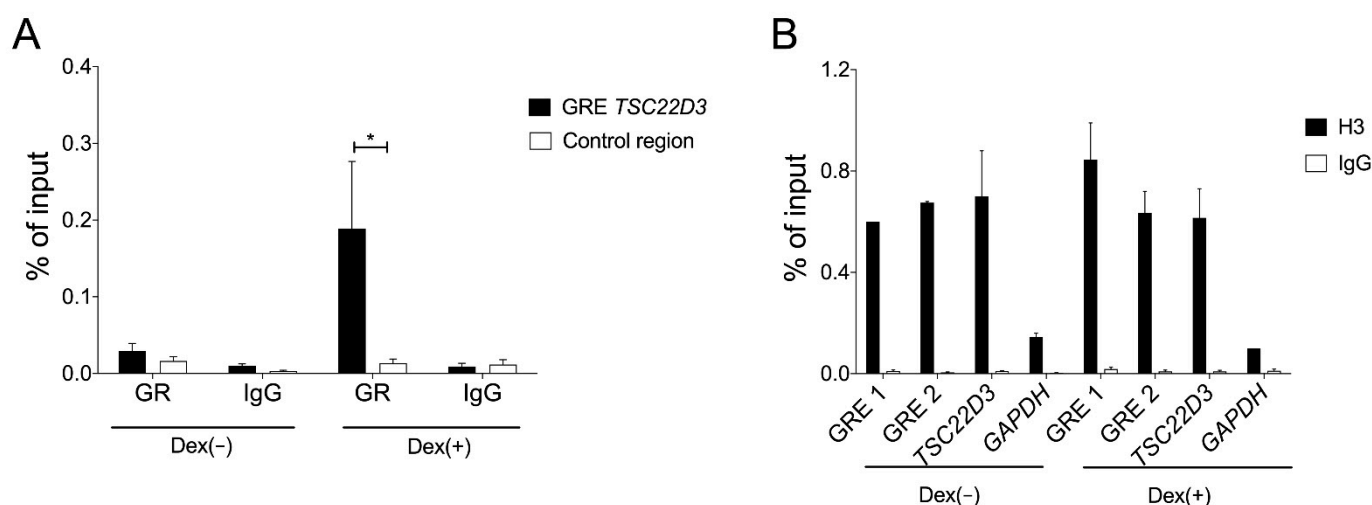 A
% of input
0.4
0.3
0.2
0.1
0.0
GRE TSC22D3
Control region
*
GR
IgG
GR
IgG
Dex(−)
Dex(+)
B
% of input
1.2
0.8
0.4
0.0
H3
IgG
GRE 1
GRE 2
TSC22D3
GAPDH
GRE 1
GRE 2
TSC22D3
GAPDH
Dex(−)
Dex(+)